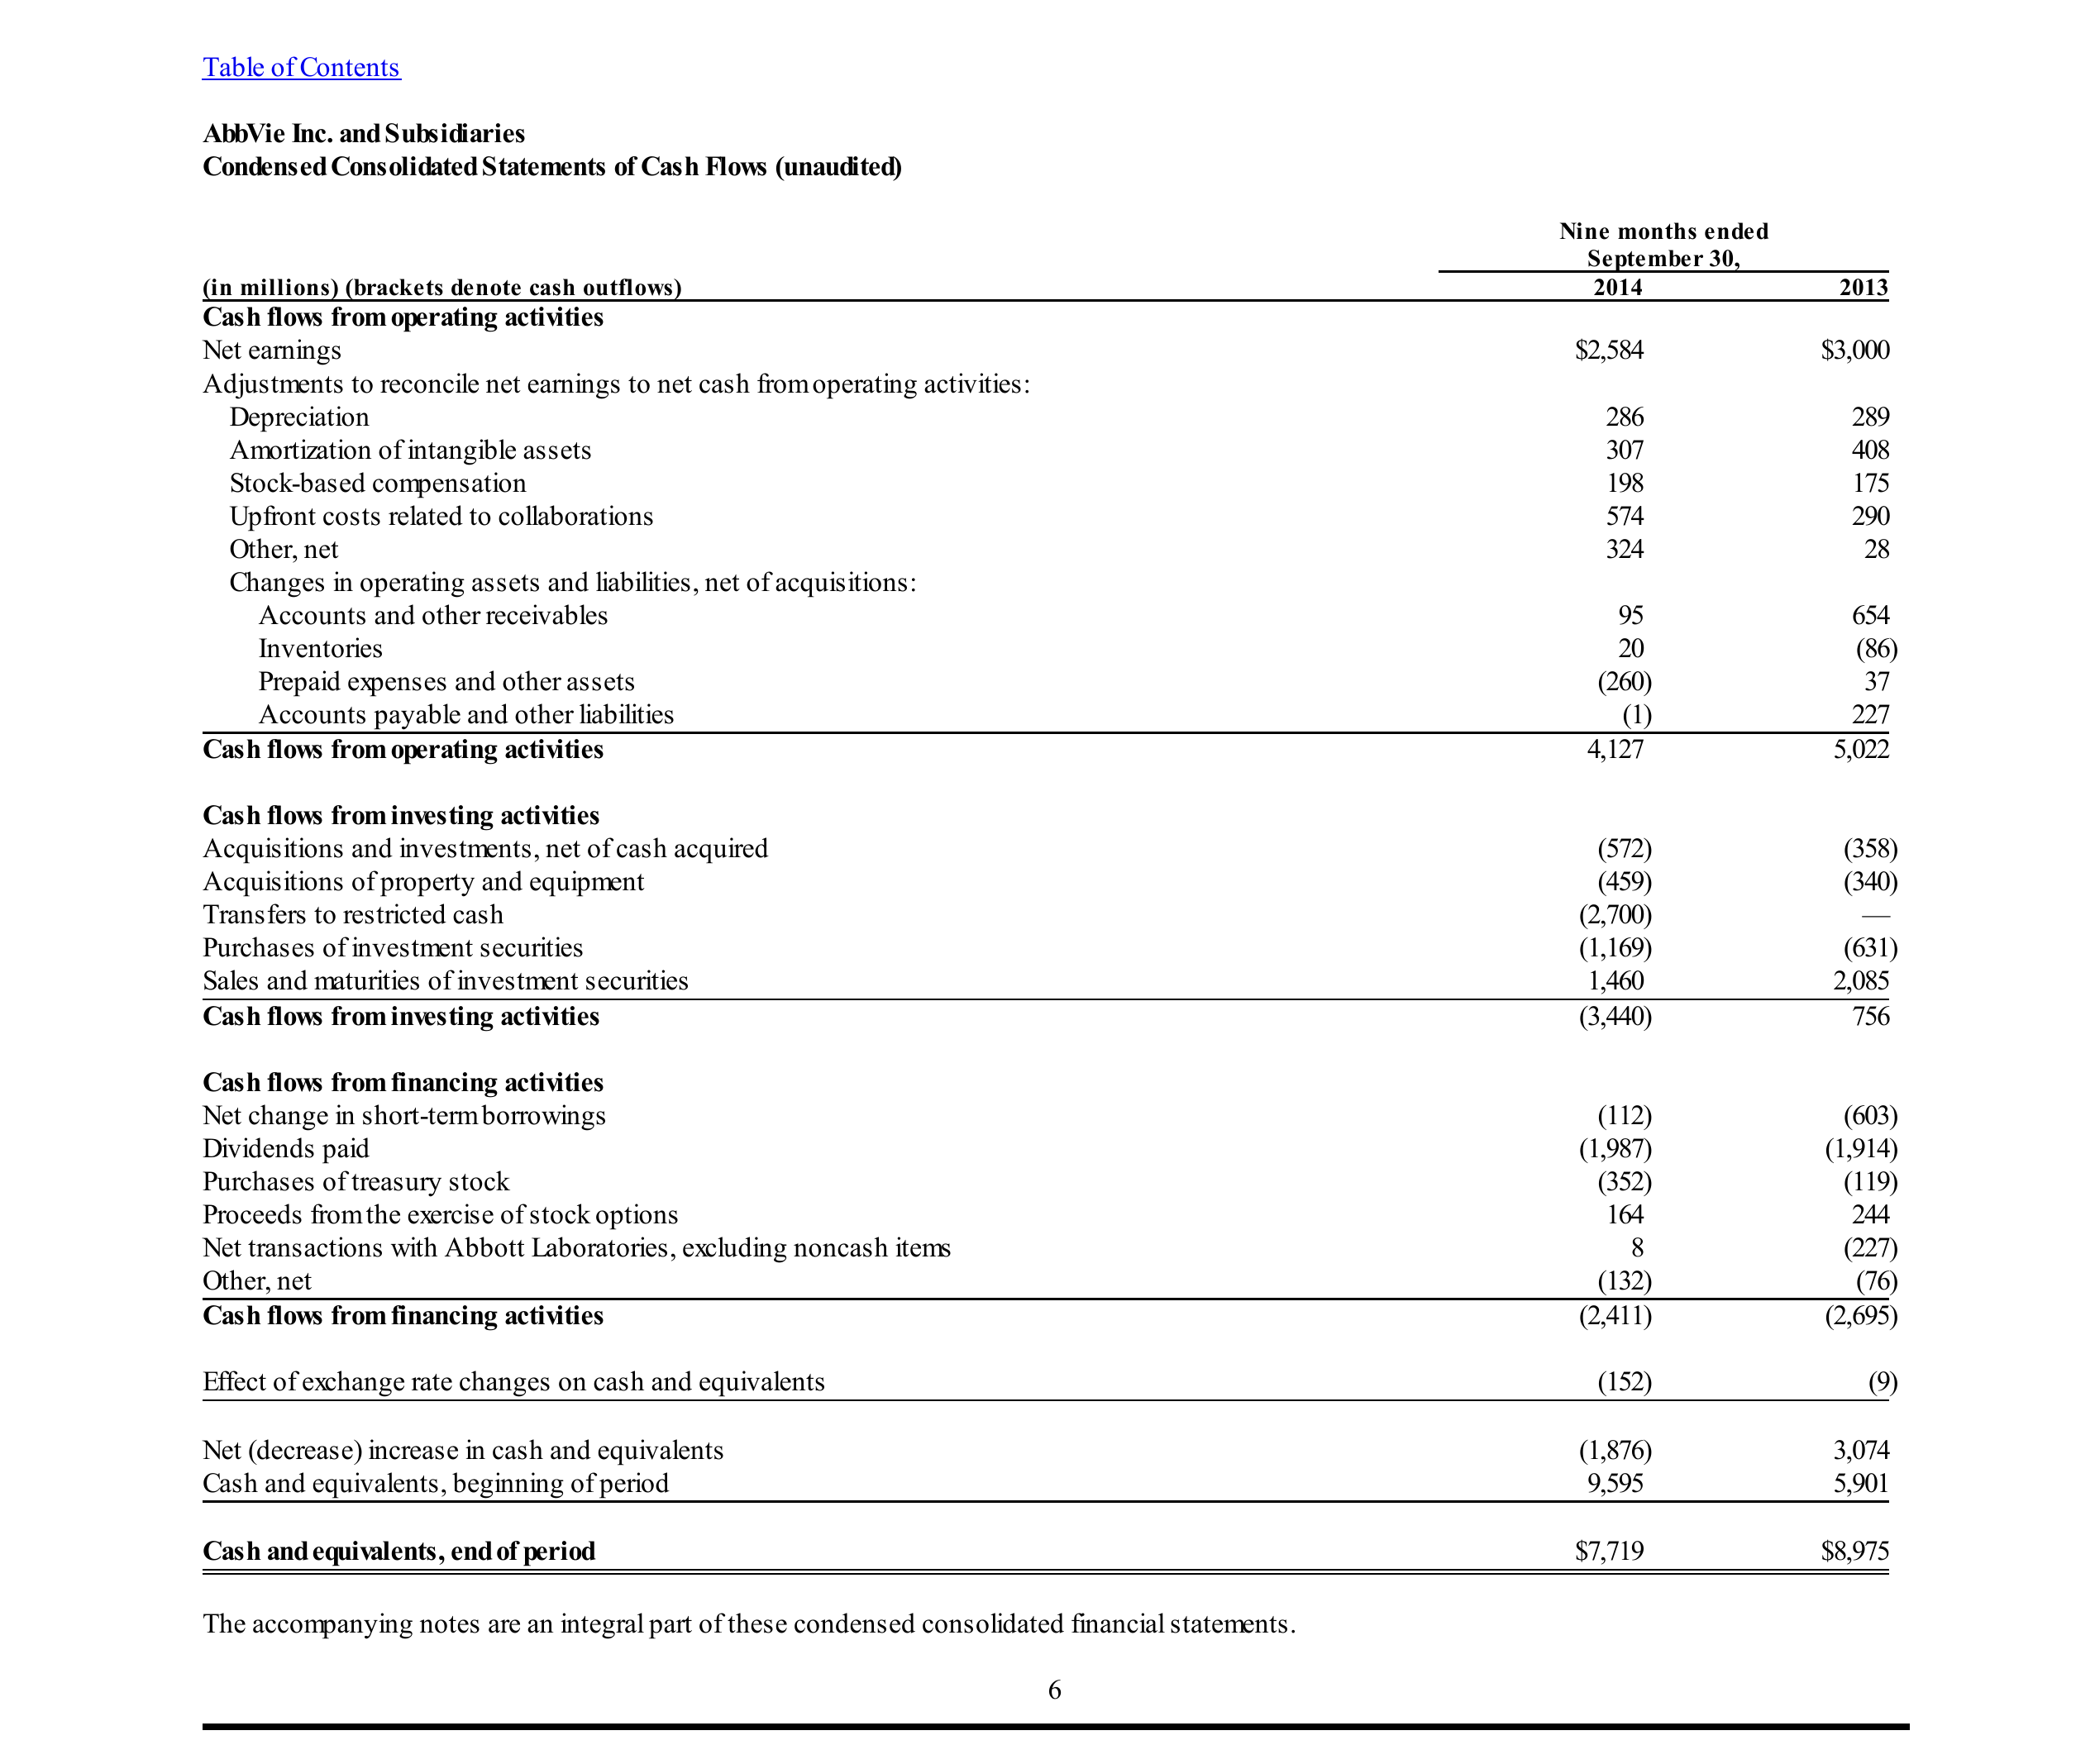 Table of Contents
AbbVie Inc. and Subsidiaries
Condensed Consolidated Statements of Cash Flows (unaudited)
Nine months ended
September 30,
(in millions) (brackets denote cash outflows) 2014 2013
Cash flows from operating activities
Net earnings $2,584 $3,000
Adjustments to reconcile net earnings to net cash from operating activities:
Depreciation 286 289
Amortization of intangible assets 307 408
Stock-based compensation 198 175
Upfront costs related to collaborations 574 290
Other, net 324 28
Changes in operating assets and liabilities, net of acquisitions:
Accounts and other receivables 95 654
Inventories 20 (86)
Prepaid expenses and other assets (260) 37
Accounts payable and other liabilities (1) 227
Cash flows from operating activities 4,127 5,022
Cash flows from investing activities
Acquisitions and investments, net of cash acquired (572) (358)
Acquisitions of property and equipment (459) (340)
Transfers to restricted cash (2,700) —
Purchases of investment securities (1,169) (631)
Sales and maturities of investment securities 1,460 2,085
Cash flows from investing activities (3,440) 756
Cash flows from financing activities
Net change in short-term borrowings (112) (603)
Dividends paid (1,987) (1,914)
Purchases of treasury stock (352) (119)
Proceeds from the exercise of stock options 164 244
Net transactions with Abbott Laboratories, excluding noncash items 8 (227)
Other, net (132) (76)
Cash flows from financing activities (2,411) (2,695)
Effect of exchange rate changes on cash and equivalents (152) (9)
Net (decrease) increase in cash and equivalents (1,876) 3,074
Cash and equivalents, beginning of period 9,595 5,901
Cash and equivalents, end of period $7,719 $8,975
The accompanying notes are an integral part of these condensed consolidated financial statements.
6